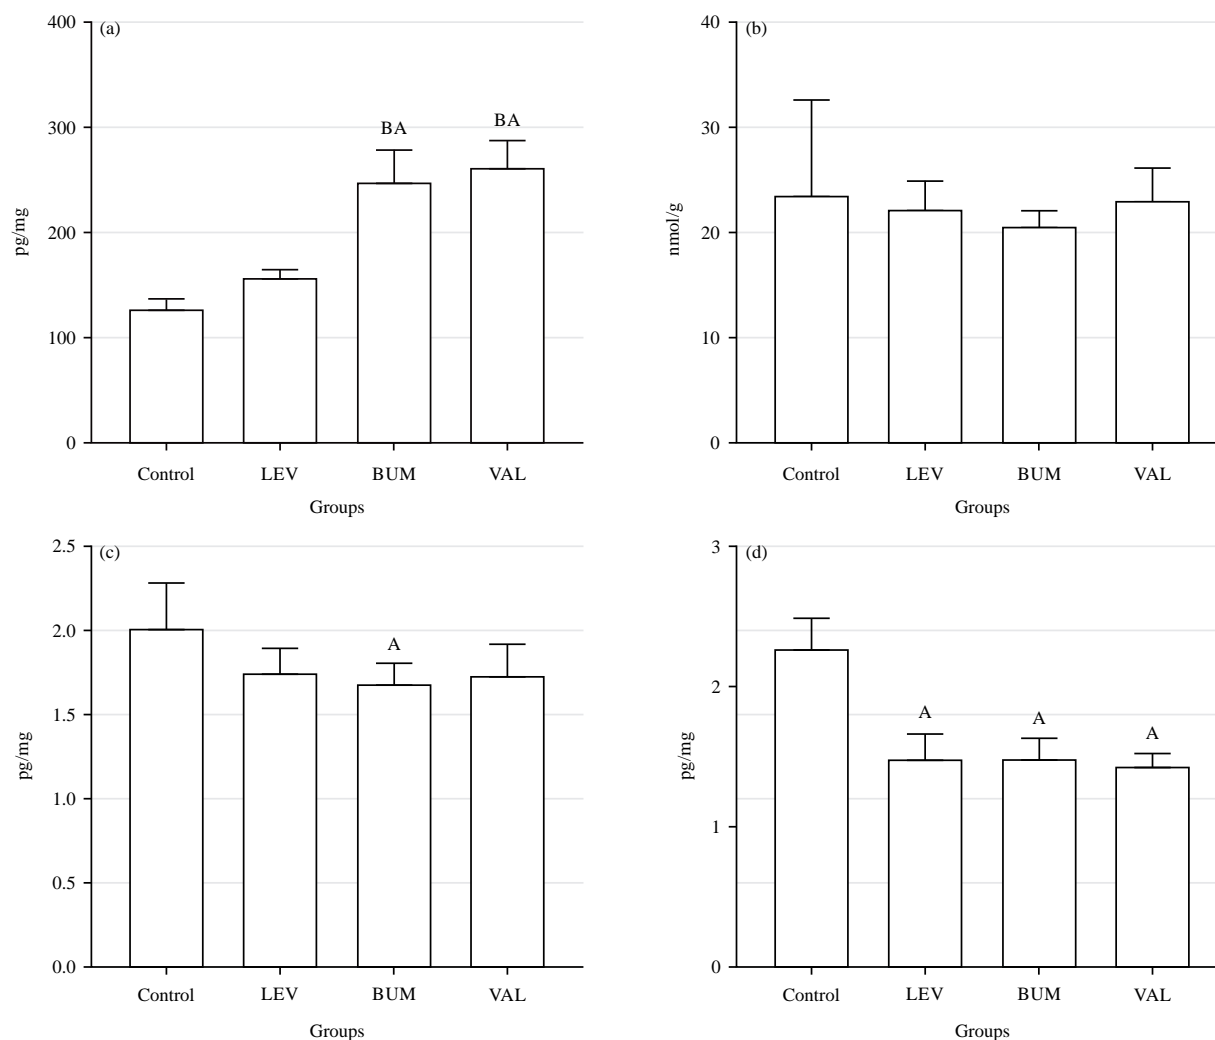 (a)
400
300
200
100
0
pg/mg
BA
BA
Control LEV BUM VAL
Groups
(b)
40
30
20
10
0
nmol/g
Control LEV BUM VAL
Groups
(c)
2.5
2.0
1.5
1.0
0.5
0.0
pg/mg
A
Control LEV BUM VAL
Groups
(d)
3
2
1
0
pg/mg
A
A
A
Control LEV BUM VAL
Groups